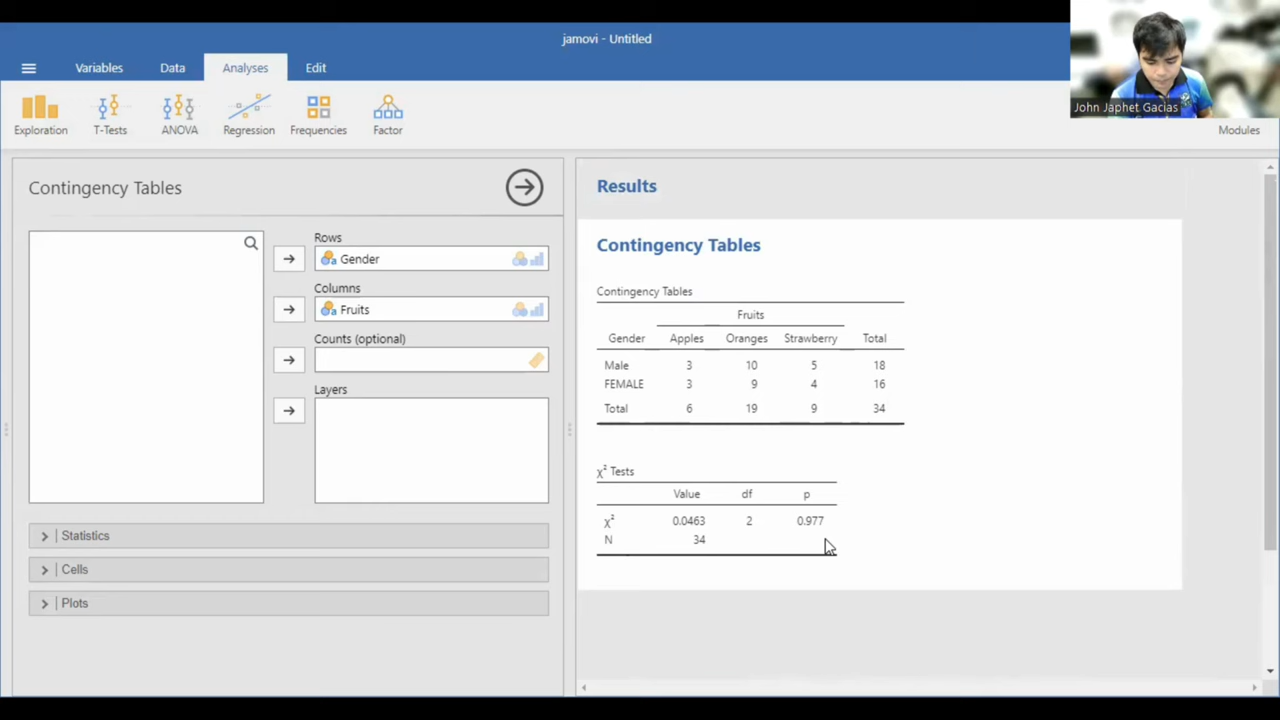 jamovi - Untitled
John Japhet Gacias
Variables Data Analyses Edit
Exploration T-Tests ANOVA Regression Frequencies Factor Modules
Contingency Tables
Rows
Gender
Columns
Fruits
Counts (optional)
Layers
Statistics
Cells
Plots
Results
Contingency Tables
Contingency Tables
Fruits
Gender Apples Oranges Strawberry Total
Male 3 10 5 18
FEMALE 3 9 4 16
Total 6 19 9 34
χ² Tests
Value df p
χ² 0.0463 2 0.977
N 34